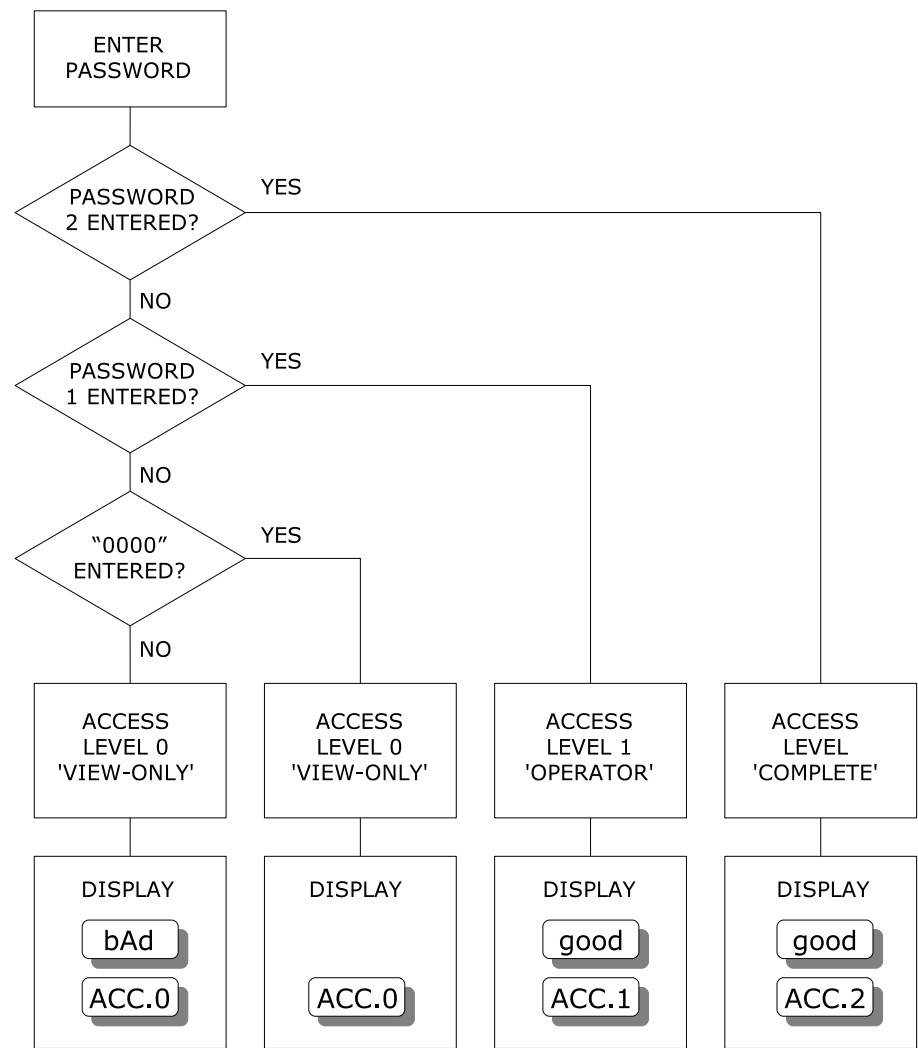 ENTER
PASSWORD
PASSWORD
2 ENTERED?
YES
NO
PASSWORD
1 ENTERED?
YES
NO
“0000”
ENTERED?
YES
NO
ACCESS
LEVEL 0
'VIEW-ONLY'
ACCESS
LEVEL 0
'VIEW-ONLY'
ACCESS
LEVEL 1
'OPERATOR'
ACCESS
LEVEL
'COMPLETE'
DISPLAY
bAd
ACC.0
DISPLAY
ACC.0
DISPLAY
good
ACC.1
DISPLAY
good
ACC.2